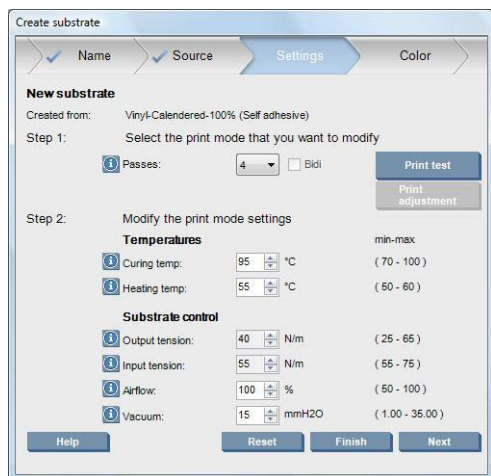 Create substrate
Name Source Settings Color
New substrate
Created from: Vinyl-Calendered-100% (Self adhesive)
Step 1: Select the print mode that you want to modify
Passes: 4 Bidi Print test
Print adjustment
Step 2: Modify the print mode settings
Temperatures min-max
Curing temp: 95 °C ( 70 - 100 )
Heating temp: 55 °C ( 50 - 60 )
Substrate control
Output tension: 40 N/m ( 25 - 65 )
Input tension: 55 N/m ( 55 - 75 )
Airflow: 100 % ( 50 - 100 )
Vacuum: 15 mmH2O ( 1.00 - 35.00 )
Help Reset Finish Next